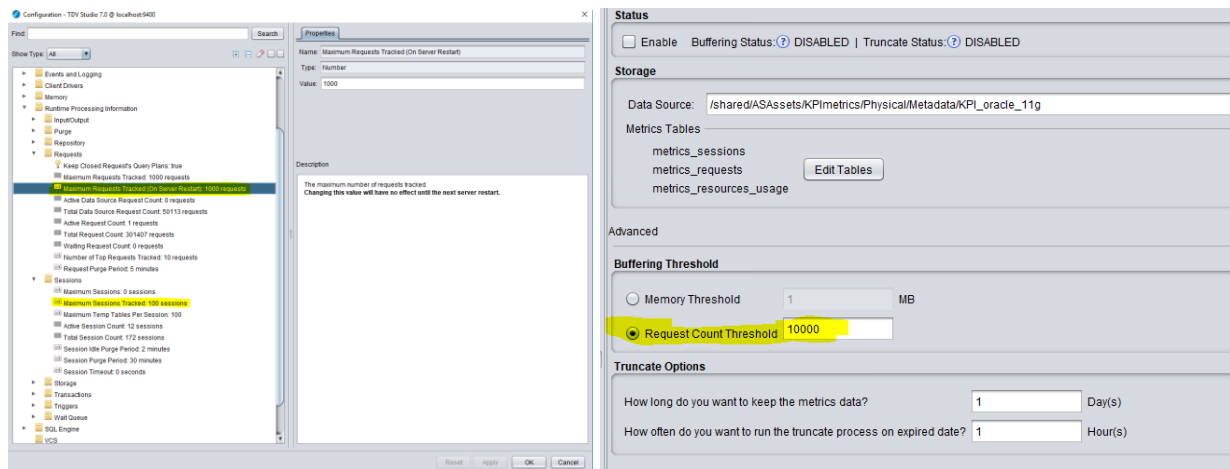 Configuration - TDV Studio 7.0 @ localhost:9400
Find:
Search
Show Type: All
Events and Logging
Client Drivers
Memory
Runtime Processing Information
Input/Output
Purge
Repository
Requests
Keep Closed Request's Query Plans: true
Maximum Requests Tracked: 1000 requests
Maximum Requests Tracked (On Server Restart): 1000 requests
Active Data Source Request Count: 0 requests
Total Data Source Request Count: 50113 requests
Active Request Count: 1 requests
Total Request Count: 301407 requests
Waiting Request Count: 0 requests
Number of Top Requests Tracked: 10 requests
Request Purge Period: 5 minutes
Sessions
Maximum Sessions: 0 sessions
Maximum Sessions Tracked: 100 sessions
Maximum Temp Tables Per Session: 100
Active Session Count: 12 sessions
Total Session Count: 172 sessions
Session Idle Purge Period: 2 minutes
Session Purge Period: 30 minutes
Session Timeout: 0 seconds
Storage
Transactions
Triggers
Wait Queue
SQL Engine
VCS
Properties
Name: Maximum Requests Tracked (On Server Restart)
Type: Number
Value: 1000
Description
The maximum number of requests tracked.
Changing this value will have no effect until the next server restart.
Reset Apply OK Cancel
Status
Enable Buffering Status: ? DISABLED | Truncate Status: ? DISABLED
Storage
Data Source: /shared/ASAssets/KPImetrics/Physical/Metadata/KPI_oracle_11g
Metrics Tables
metrics_sessions
metrics_requests
Edit Tables
metrics_resources_usage
Advanced
Buffering Threshold
Memory Threshold 1 MB
Request Count Threshold 10000
Truncate Options
How long do you want to keep the metrics data? 1 Day(s)
How often do you want to run the truncate process on expired date? 1 Hour(s)